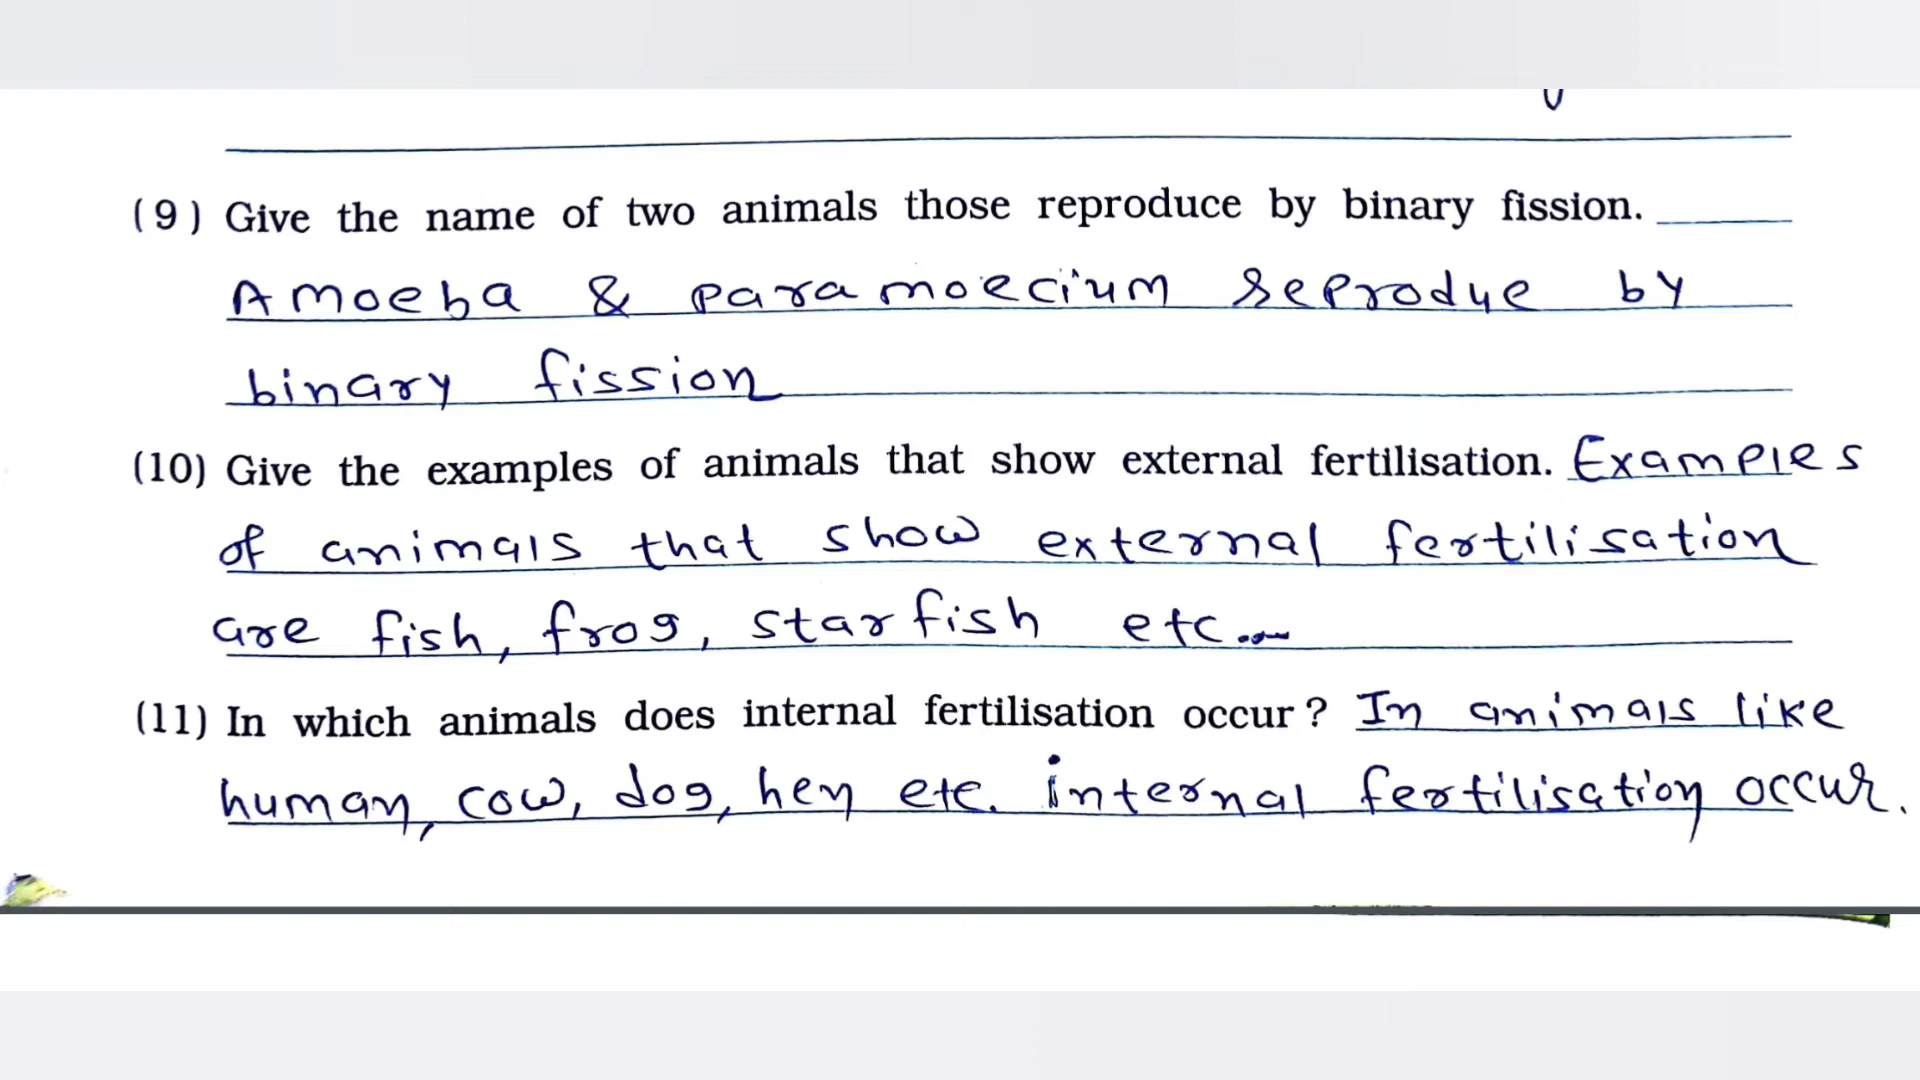 (9) Give the name of two animals those reproduce by binary fission.
Amoeba & paramoecium reprodue by
binary fission
(10) Give the examples of animals that show external fertilisation. Examples
of animals that show external fertilisation
are fish, frog, starfish etc...
(11) In which animals does internal fertilisation occur? In animals like
human, cow, dog, hen etc. internal fertilisation occur.